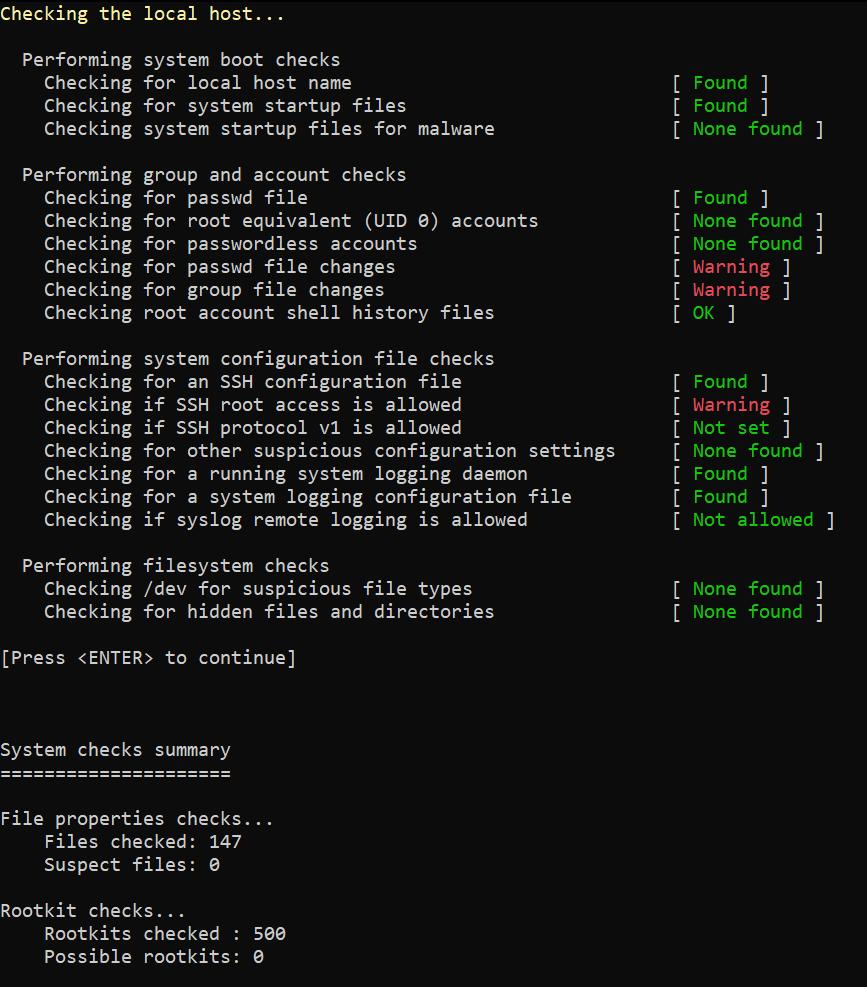 Checking the local host...
Performing system boot checks
Checking for local host name [ Found ]
Checking for system startup files [ Found ]
Checking system startup files for malware [ None found ]
Performing group and account checks
Checking for passwd file [ Found ]
Checking for root equivalent (UID 0) accounts [ None found ]
Checking for passwordless accounts [ None found ]
Checking for passwd file changes [ Warning ]
Checking for group file changes [ Warning ]
Checking root account shell history files [ OK ]
Performing system configuration file checks
Checking for an SSH configuration file [ Found ]
Checking if SSH root access is allowed [ Warning ]
Checking if SSH protocol v1 is allowed [ Not set ]
Checking for other suspicious configuration settings [ None found ]
Checking for a running system logging daemon [ Found ]
Checking for a system logging configuration file [ Found ]
Checking if syslog remote logging is allowed [ Not allowed ]
Performing filesystem checks
Checking /dev for suspicious file types [ None found ]
Checking for hidden files and directories [ None found ]
[Press <ENTER> to continue]
System checks summary
=====================
File properties checks...
Files checked: 147
Suspect files: 0
Rootkit checks...
Rootkits checked : 500
Possible rootkits: 0